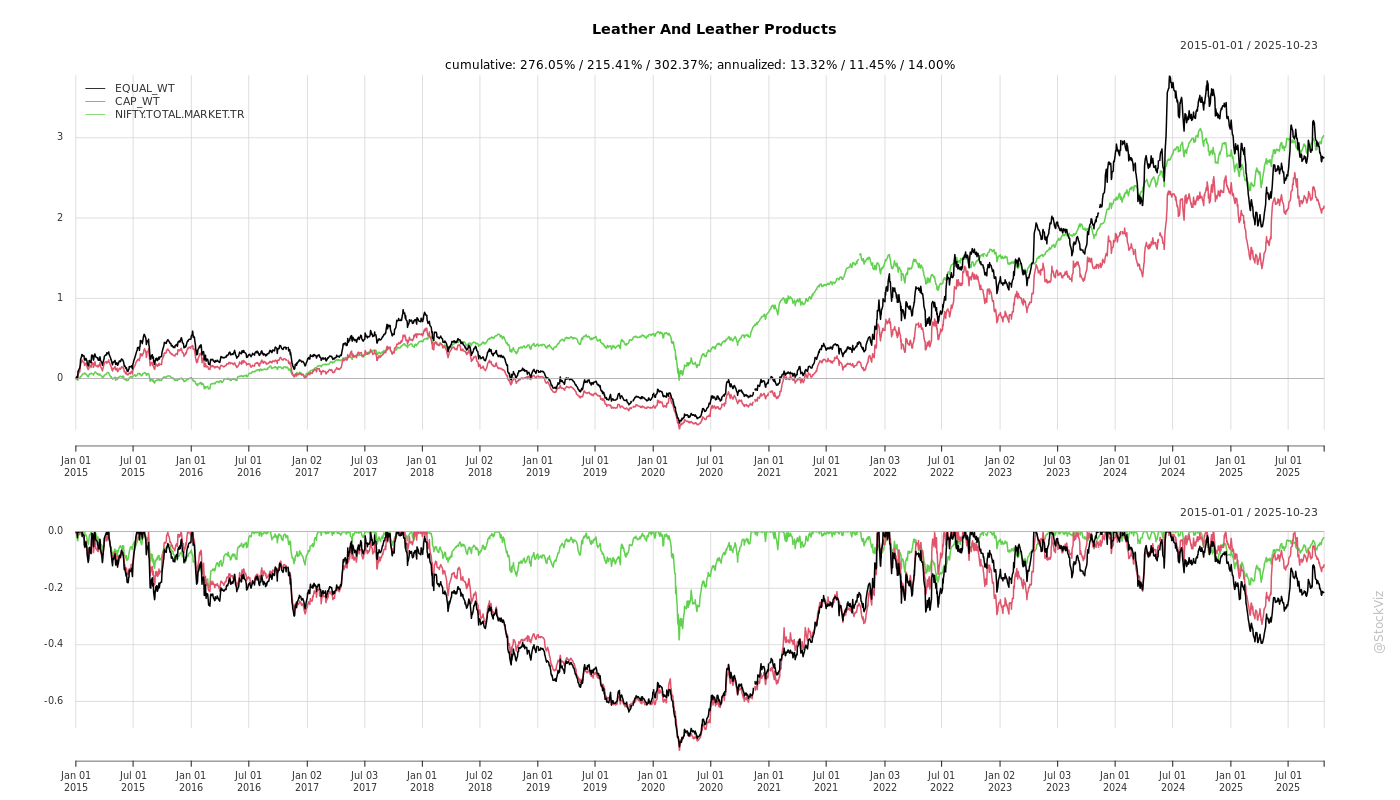 Leather And Leather Products
2015-01-01 / 2025-10-23
cumulative: 276.05% / 215.41% / 302.37%; annualized: 13.32% / 11.45% / 14.00%
EQUAL_WT
CAP_WT
NIFTY.TOTAL.MARKET.TR
3
2
1
0
Jan 01 Jul 01 Jan 01 Jul 01 Jan 02 Jul 03 Jan 01 Jul 02 Jan 01 Jul 01 Jan 01 Jul 01 Jan 01 Jul 01 Jan 03 Jul 01 Jan 02 Jul 03 Jan 01 Jul 01 Jan 01 Jul 01
2015 2015 2016 2016 2017 2017 2018 2018 2019 2019 2020 2020 2021 2021 2022 2022 2023 2023 2024 2024 2025 2025
2015-01-01 / 2025-10-23
0.0
-0.2
-0.4
-0.6
Jan 01 Jul 01 Jan 01 Jul 01 Jan 02 Jul 03 Jan 01 Jul 02 Jan 01 Jul 01 Jan 01 Jul 01 Jan 01 Jul 01 Jan 03 Jul 01 Jan 02 Jul 03 Jan 01 Jul 01 Jan 01 Jul 01
2015 2015 2016 2016 2017 2017 2018 2018 2019 2019 2020 2020 2021 2021 2022 2022 2023 2023 2024 2024 2025 2025
@StockViz